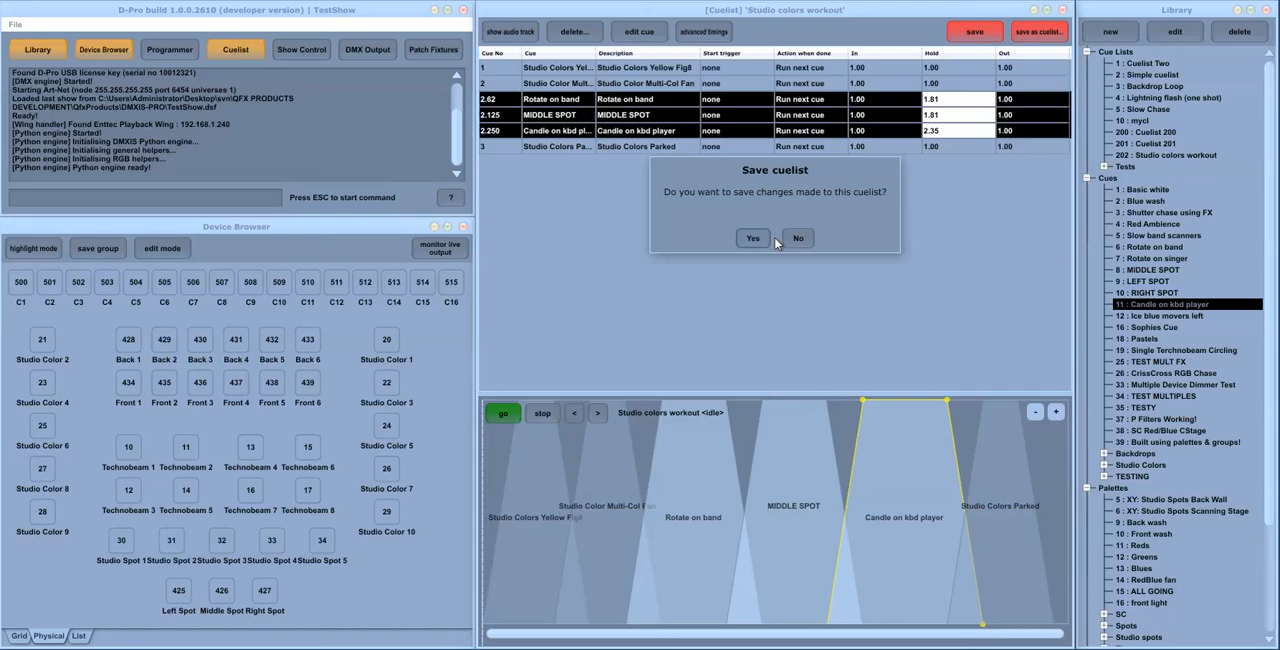 D-Pro build 1.0.0.2610 (developer version) | TestShow
File
Library Device Browser Programmer Cuelist Show Control DMX Output Patch Fixtures
Found D-Pro USB license key (serial no 10012321)
[DMX engine] Started!
Starting Art-Net (node 255.255.255.255 port 6454 universes 1)
Loaded last show from C:\Users\Administrator\Desktop\svn\QFX PRODUCTS
DEVELOPMENT\QfxProducts\DMXIS-PRO\TestShow.dsf
Ready!
[Wing handler] Found Enttec Playback Wing : 192.168.1.240
[Python engine] Started!
[Python engine] Initialising DMXIS Python engine...
[Python engine] Initialising general helpers...
[Python engine] Initialising RGB helpers...
[Python engine] Python engine ready!
Press ESC to start command ?
Device Browser
highlight mode save group edit mode monitor live output
500 501 502 503 504 505 506 507 508 509 510 511 512 513 514 515
C1 C2 C3 C4 C5 C6 C7 C8 C9 C10 C11 C12 C13 C14 C15 C16
21 428 429 430 431 432 433 20
Studio Color 2 Back 1 Back 2 Back 3 Back 4 Back 5 Back 6 Studio Color 1
23 434 435 436 437 438 439 22
Studio Color 4 Front 1 Front 2 Front 3 Front 4 Front 5 Front 6 Studio Color 3
25 24
Studio Color 6 10 11 13 15 Studio Color 5
Technobeam 1 Technobeam 2 Technobeam 4 Technobeam 6
27 26
Studio Color 8 12 14 16 17 Studio Color 7
Technobeam 3 Technobeam 5 Technobeam 7 Technobeam 8
28 29
Studio Color 9 Studio Color 10
30 31 32 33 34
Studio Spot 1 Studio Spot 2 Studio Spot 3 Studio Spot 4 Studio Spot 5
425 426 427
Left Spot Middle Spot Right Spot
Grid Physical List
[Cuelist] 'Studio colors workout'
show audio track delete... edit cue advanced timings save save as cuelist...
Cue No Cue Description Start trigger Action when done In Hold Out
1 Studio Colors Yel... Studio Colors Yellow Fig8 none Run next cue 1.00 1.00 1.00
2 Studio Color Mult... Studio Color Multi-Col Fan none Run next cue 1.00 1.00 1.00
2.62 Rotate on band Rotate on band none Run next cue 1.00 1.81 1.00
2.125 MIDDLE SPOT MIDDLE SPOT none Run next cue 1.00 1.81 1.00
2.250 Candle on kbd pl... Candle on kbd player none Run next cue 1.00 2.35 1.00
3 Studio Colors Pa... Studio Colors Parked none Run next cue 1.00 1.00 1.00
Save cuelist
Do you want to save changes made to this cuelist?
Yes No
go stop < > Studio colors workout <idle> - +
Studio Colors Yellow Fig8
Studio Color Multi-Col Fan
Rotate on band
MIDDLE SPOT
Candle on kbd player
Studio Colors Parked
Library
new edit delete
Cue Lists
1 : Cuelist Two
2 : Simple cuelist
3 : Backdrop Loop
4 : Lightning flash (one shot)
5 : Slow Chase
10 : mycl
200 : Cuelist 200
201 : Cuelist 201
202 : Studio colors workout
Tests
Cues
1 : Basic white
2 : Blue wash
3 : Shutter chase using FX
4 : Red Ambience
5 : Slow band scanners
6 : Rotate on band
7 : Rotate on singer
8 : MIDDLE SPOT
9 : LEFT SPOT
10 : RIGHT SPOT
11 : Candle on kbd player
12 : Ice blue movers left
16 : Sophies Cue
18 : Pastels
19 : Single Terchnobeam Circling
25 : TEST MULT FX
26 : CrissCross RGB Chase
33 : Multiple Device Dimmer Test
34 : TEST MULTIPLES
35 : TESTY
37 : P Filters Working!
38 : SC Red/Blue CStage
39 : Built using palettes & groups!
Backdrops
Studio Colors
TESTING
Palettes
5 : XY: Studio Spots Back Wall
6 : XY: Studio Spots Scanning Stage
9 : Back wash
10 : Front wash
11 : Reds
12 : Greens
13 : Blues
14 : RedBlue fan
15 : ALL GOING
16 : front light
SC
Spots
Studio spots